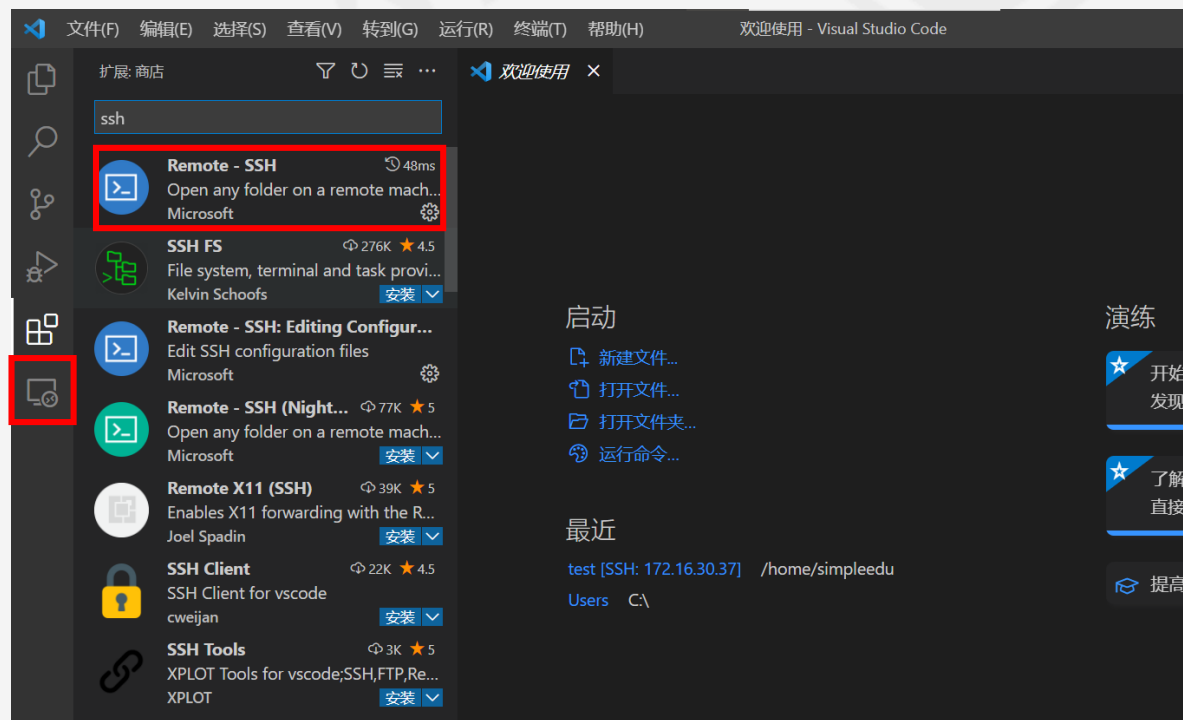 文件(F) 编辑(E) 选择(S) 查看(V) 转到(G) 运行(R) 终端(T) 帮助(H) 欢迎使用 - Visual Studio Code
扩展: 商店
欢迎使用
ssh
Remote - SSH 48ms
Open any folder on a remote mach...
Microsoft
SSH FS 276K ★ 4.5
File system, terminal and task provi...
Kelvin Schoofs 安装
Remote - SSH: Editing Configur...
Edit SSH configuration files
Microsoft
Remote - SSH (Night... 77K ★ 5
Open any folder on a remote mach...
Microsoft 安装
Remote X11 (SSH) 39K ★ 5
Enables X11 forwarding with the R...
Joel Spadin 安装
SSH Client 22K ★ 4.5
SSH Client for vscode
cweijan 安装
SSH Tools 3K ★ 5
XPLOT Tools for vscode;SSH,FTP,Re...
XPLOT 安装
启动
新建文件...
打开文件...
打开文件夹...
运行命令...
最近
test [SSH: 172.16.30.37] /home/simpleedu
Users C:\
演练
开始
发现
了解
直接
提高